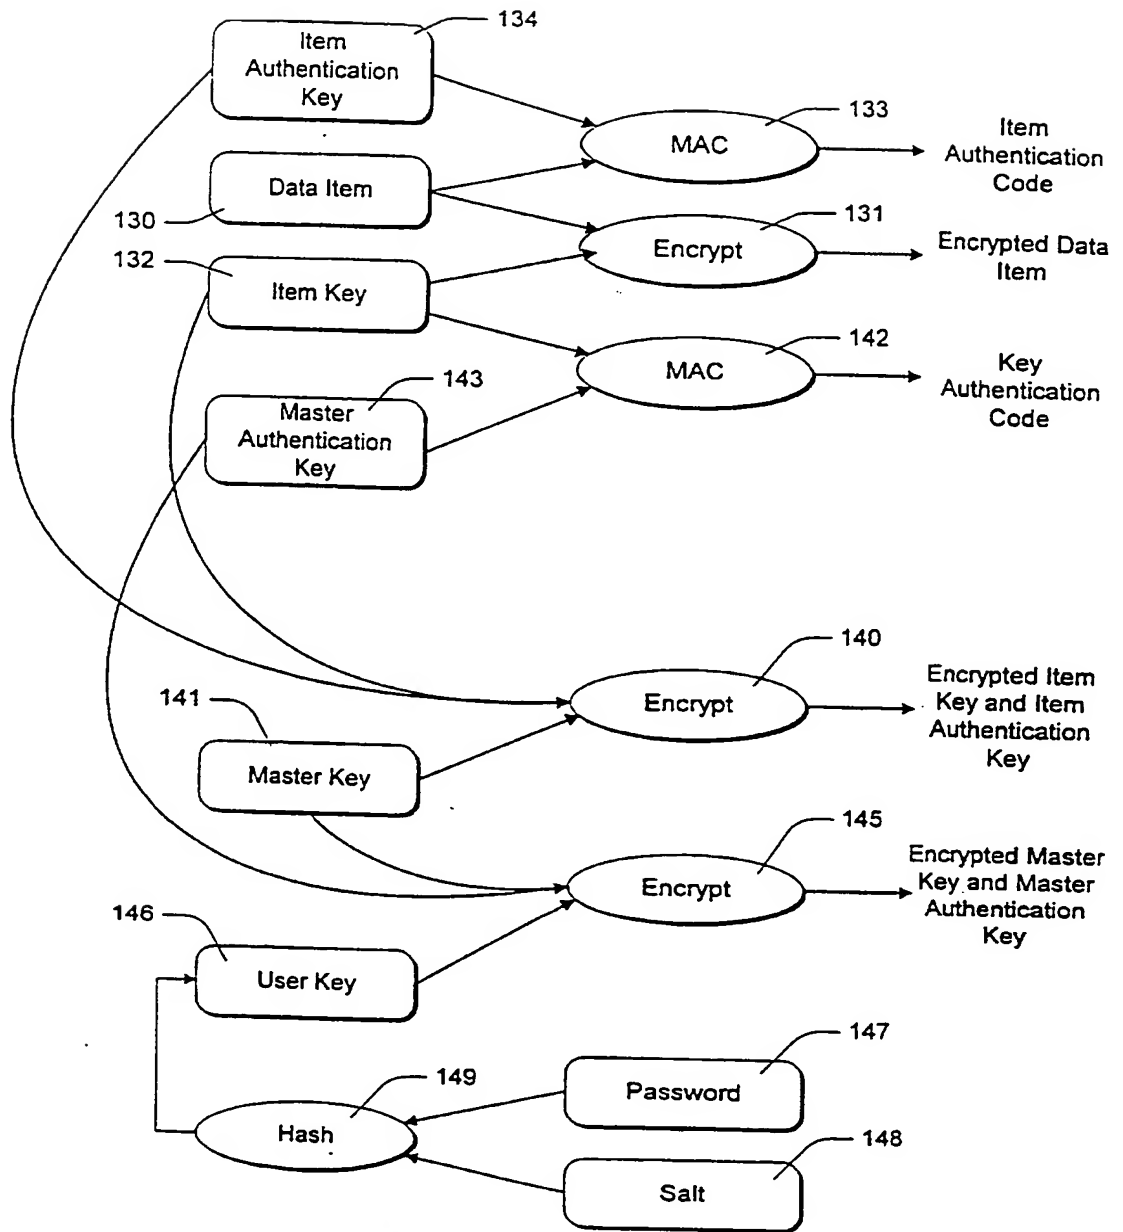 134
Item
Authentication
Key
133
MAC
Item
Authentication
Code
Data Item
130
131
Encrypt
Encrypted Data
Item
132
Item Key
142
MAC
Key
Authentication
Code
143
Master
Authentication
Key
140
Encrypt
Encrypted Item
Key and Item
Authentication
Key
141
Master Key
145
Encrypt
Encrypted Master
Key and Master
Authentication
Key
146
User Key
147
Password
149
Hash
148
Salt